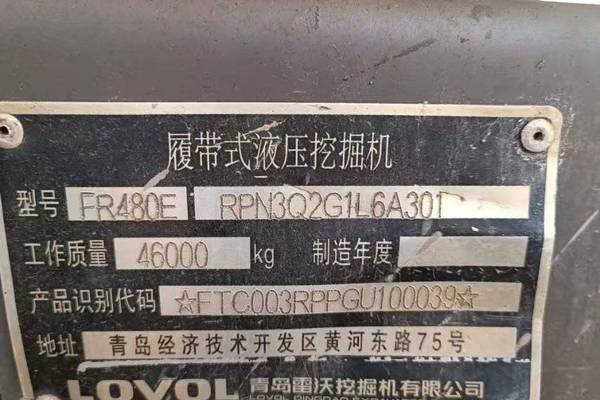 履带式液压挖掘机
型号 FR480E RPN3Q2G1L6A301
工作质量 46000 kg 制造年度
产品识别代码 ☆FTC003RPPGU100039☆
地址 青岛经济技术开发区黄河东路75号
LOVOL 青岛雷沃挖掘机有限公司